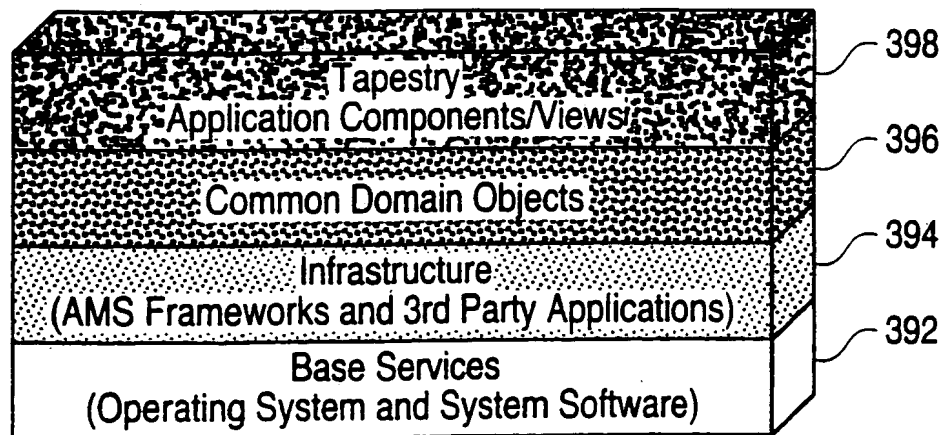 Tapestry
Application Components/Views
398
Common Domain Objects
396
Infrastructure
(AMS Frameworks and 3rd Party Applications)
394
Base Services
(Operating System and System Software)
392